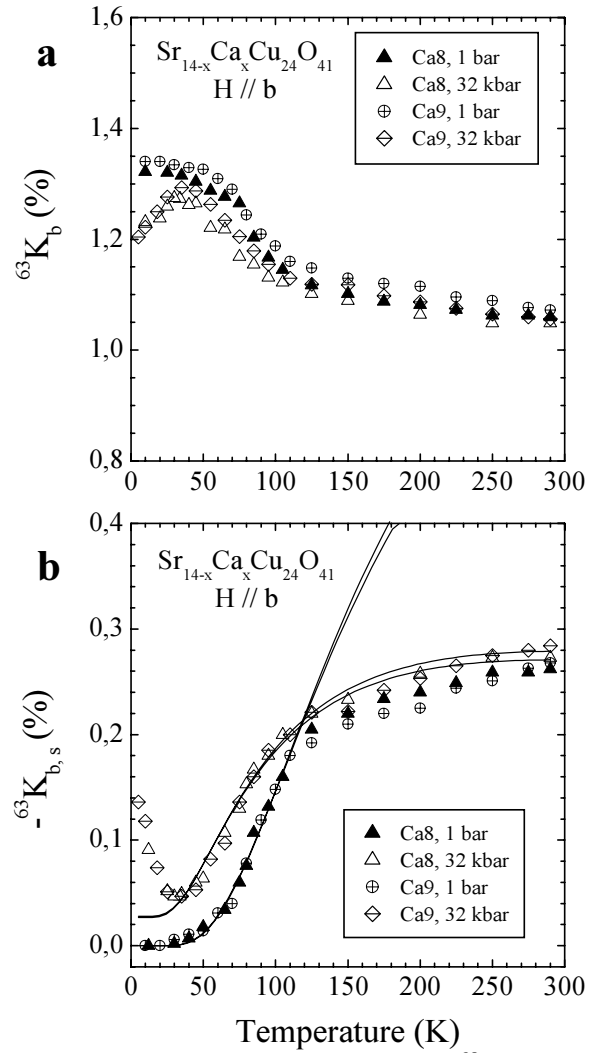 a
Sr14-xCaxCu24O41
H // b
Ca8, 1 bar
Ca8, 32 kbar
Ca9, 1 bar
Ca9, 32 kbar
63Kb (%)
1,6
1,4
1,2
1,0
0,8
0 50 100 150 200 250 300
b
Sr14-xCaxCu24O41
H // b
- 63Kb, s (%)
0,4
0,3
0,2
0,1
0,0
Ca8, 1 bar
Ca8, 32 kbar
Ca9, 1 bar
Ca9, 32 kbar
0 50 100 150 200 250 300
Temperature (K)